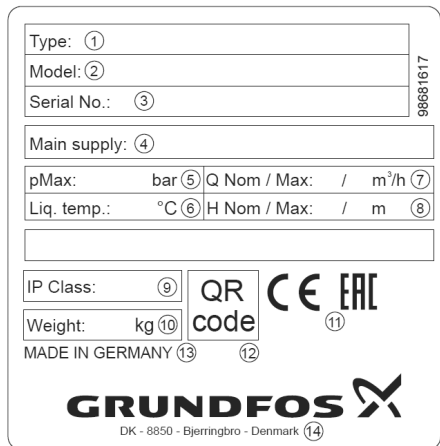 Type: 1
Model: 2
Serial No.: 3
98681617
Main supply: 4
pMax: bar 5 Q Nom / Max: / m³/h 7
Liq. temp.: °C 6 H Nom / Max: / m 8
IP Class: 9
QR code
CE EAC
11
Weight: kg 10
MADE IN GERMANY 13
12
GRUNDFOS X
DK - 8850 - Bjerringbro - Denmark 14